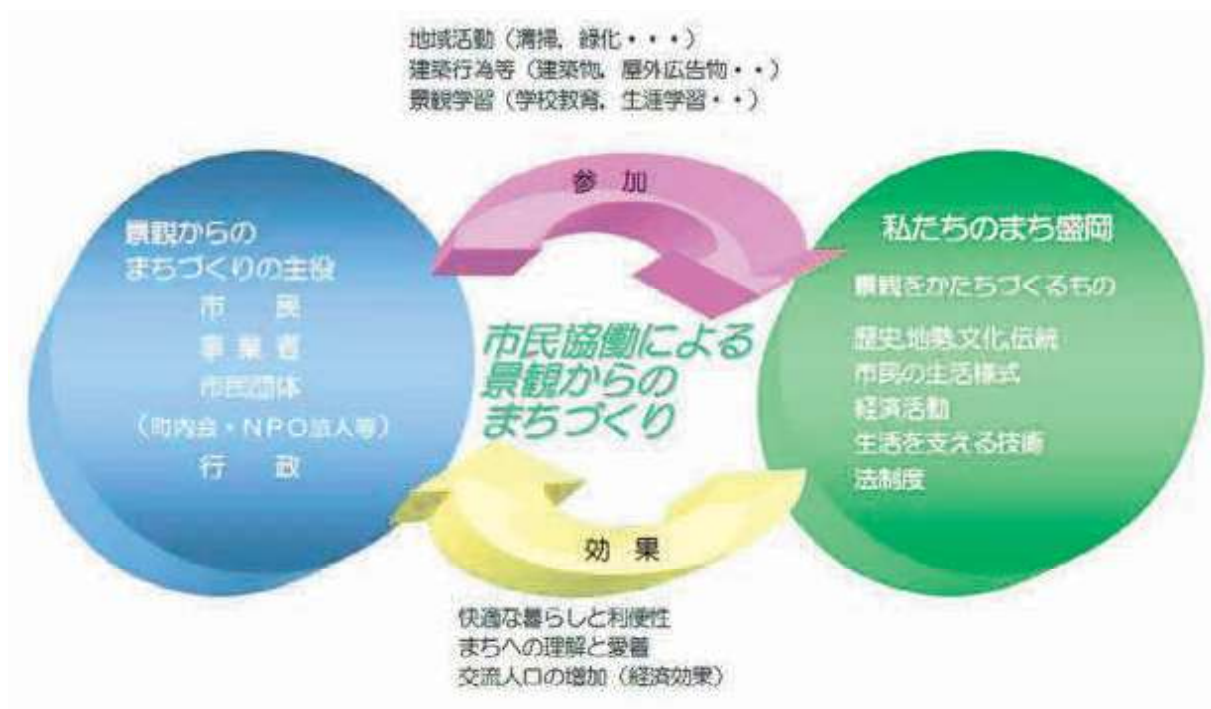 地域活動（清掃，緑化・・・）
建築行為等（建築物，屋外広告物・・）
景観学習（学校教育，生涯学習・・）
参 加
景観からの
まちづくりの主役
市 民
事 業 者
市民団体
（町内会・ＮＰＯ法人等）
行 政
市民協働による
景観からの
まちづくり
私たちのまち盛岡
景観をかたちづくるもの
歴史,地勢,文化,伝統
市民の生活様式
経済活動
生活を支える技術
法制度
効 果
快適な暮らしと利便性
まちへの理解と愛着
交流人口の増加（経済効果）